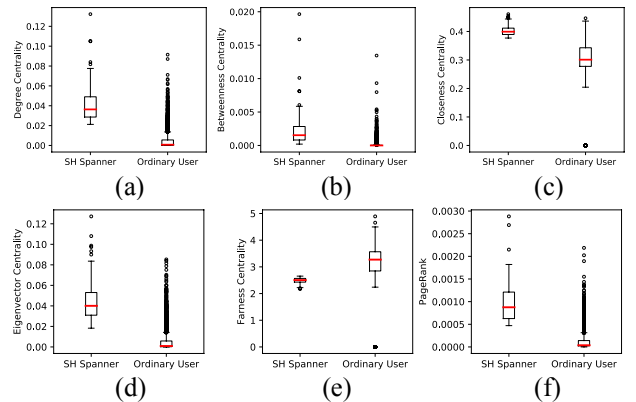 Degree Centrality
0.12
0.10
0.08
0.06
0.04
0.02
0.00
SH Spanner Ordinary User
(a)
Betweenness Centrality
0.020
0.015
0.010
0.005
0.000
SH Spanner Ordinary User
(b)
Closeness Centrality
0.4
0.3
0.2
0.1
0.0
SH Spanner Ordinary User
(c)
Eigenvector Centrality
0.12
0.10
0.08
0.06
0.04
0.02
0.00
SH Spanner Ordinary User
(d)
Farness Centrality
5
4
3
2
1
0
SH Spanner Ordinary User
(e)
PageRank
0.0030
0.0025
0.0020
0.0015
0.0010
0.0005
0.0000
SH Spanner Ordinary User
(f)